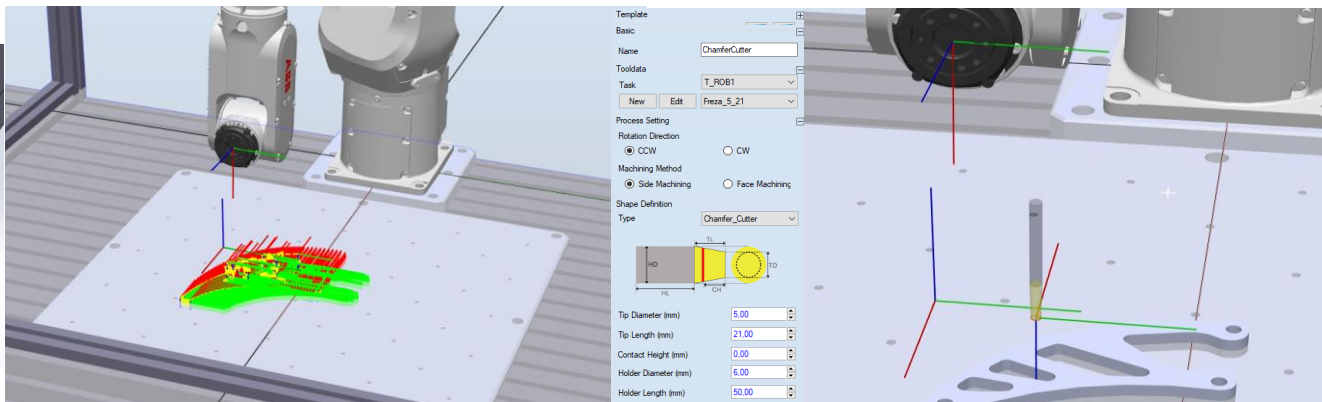 ABB
Template
Basic
Name ChamferCutter
Tooldata
Task T_ROB1
New Edit Freza_5_21
Process Setting
Rotation Direction
CCW CW
Machining Method
Side Machining Face Machining
Shape Definition
Type Chamfer_Cutter
TL
HD TD
HL CH
Tip Diameter (mm) 5,00
Tip Length (mm) 21,00
Contact Height (mm) 0,00
Holder Diameter (mm) 6,00
Holder Length (mm) 50,00